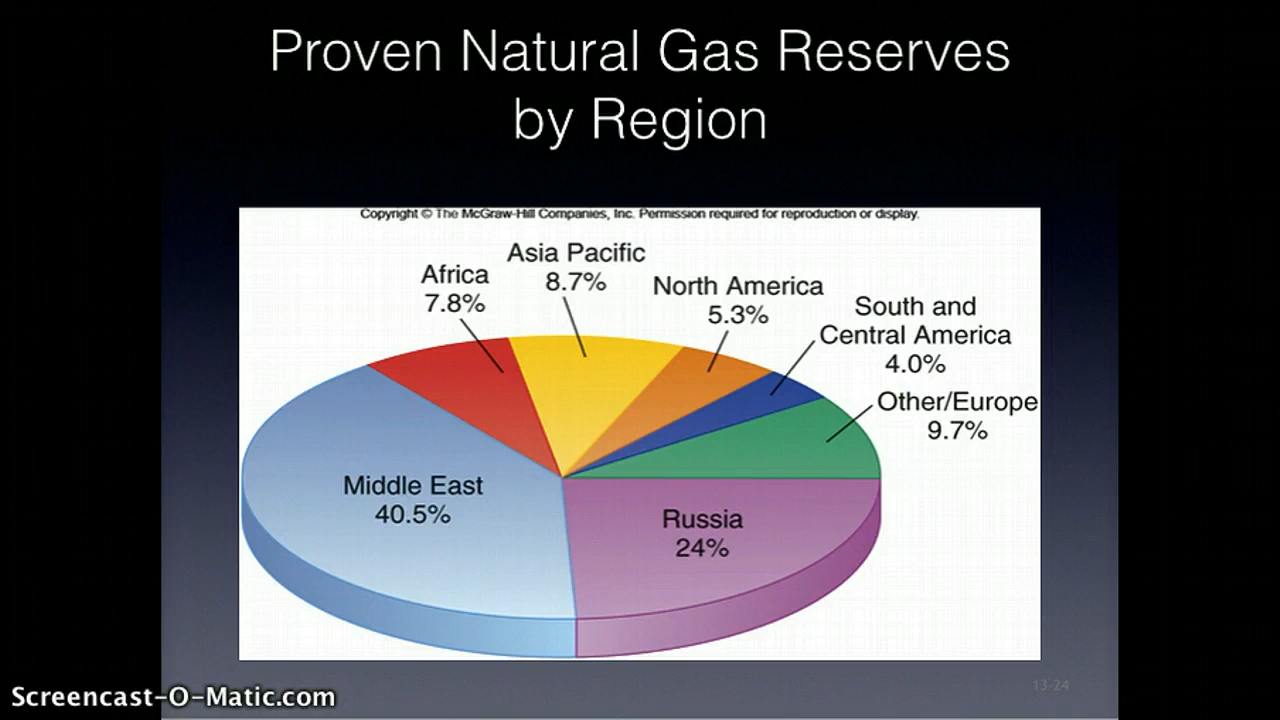 Proven Natural Gas Reserves
by Region
Copyright © The McGraw-Hill Companies, Inc. Permission required for reproduction or display.
Asia Pacific
8.7%
Africa
7.8%
North America
5.3%
South and
Central America
4.0%
Other/Europe
9.7%
Middle East
40.5%
Russia
24%
13-24
Screencast-O-Matic.com